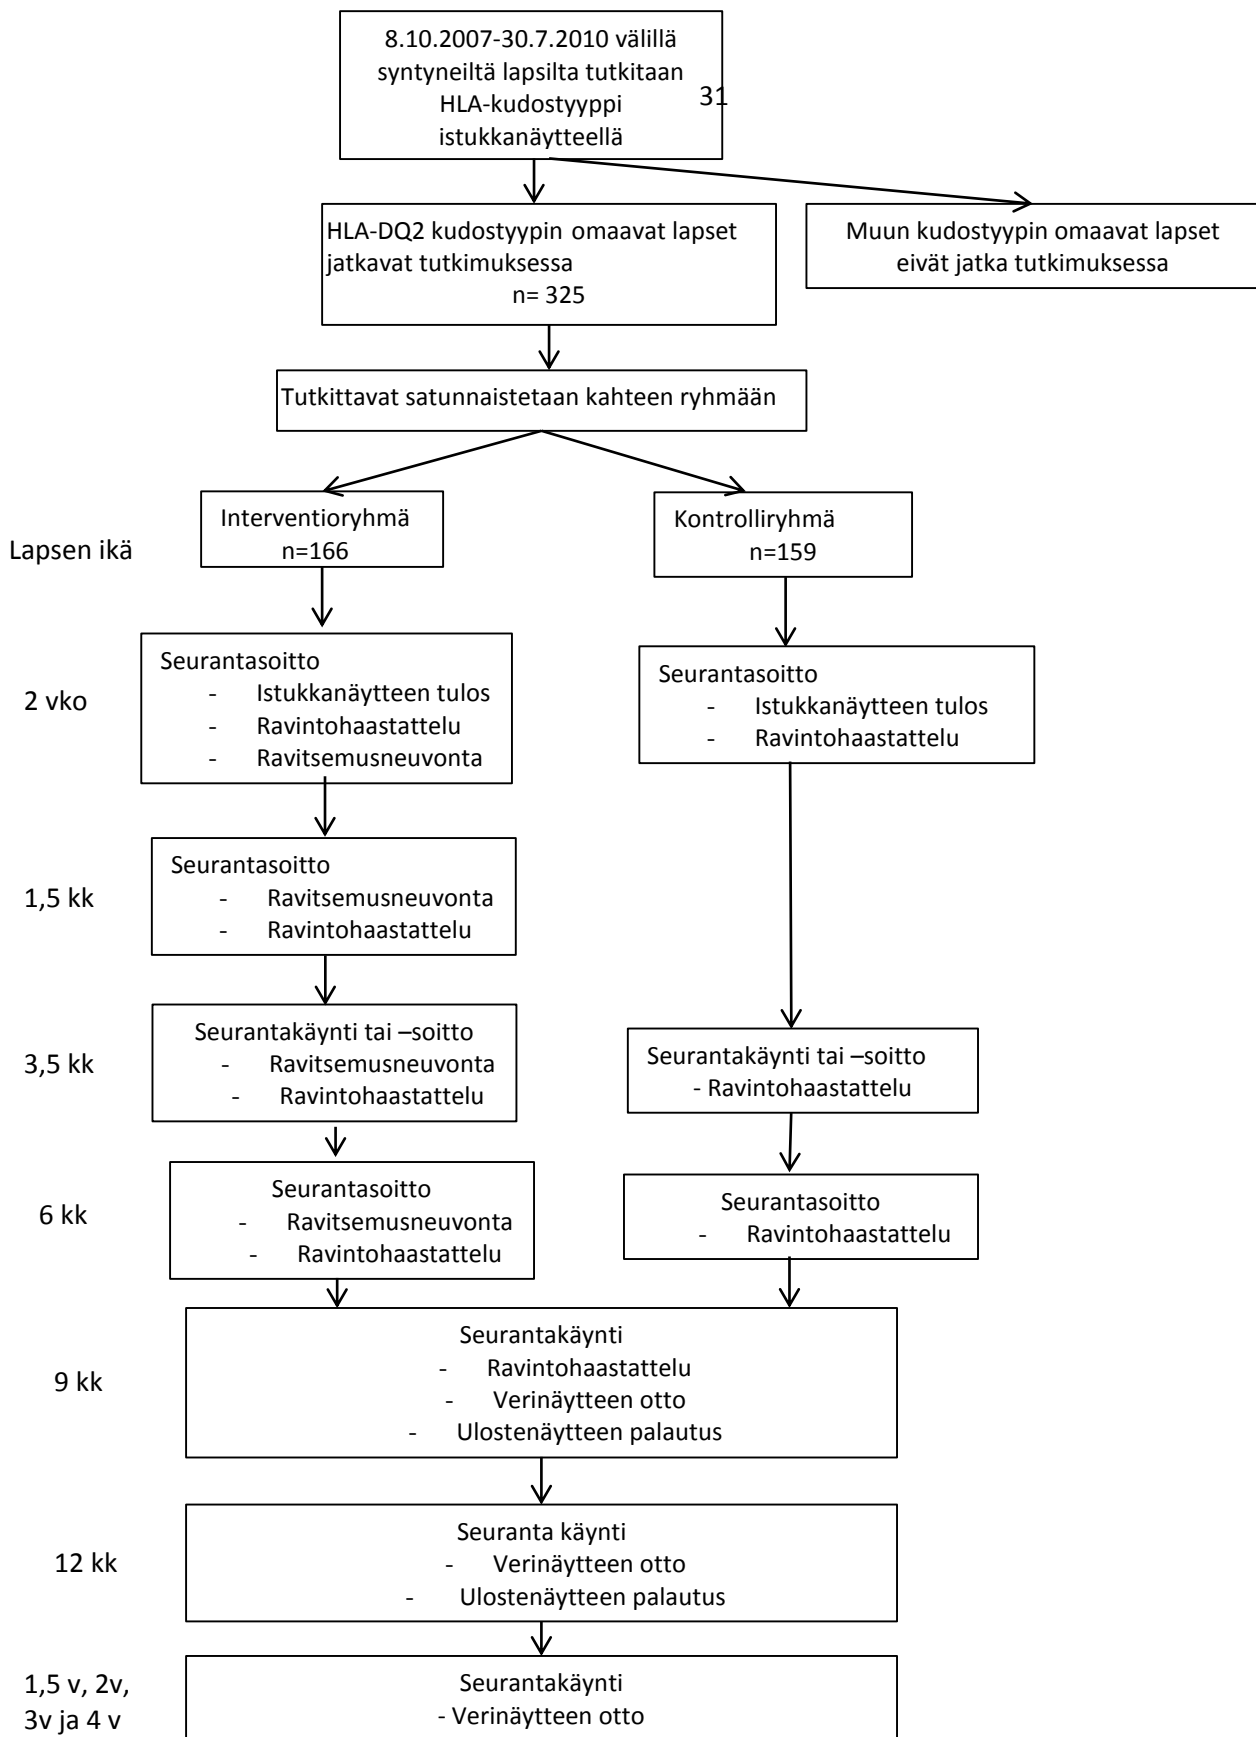 8.10.2007-30.7.2010 välillä
syntyneiltä lapsilta tutkitaan
HLA-kudostyyppi
istukkanäytteellä
31
HLA-DQ2 kudostyypin omaavat lapset
jatkavat tutkimuksessa
n= 325
Muun kudostyypin omaavat lapset
eivät jatka tutkimuksessa
Tutkittavat satunnaistetaan kahteen ryhmään
Interventioryhmä
n=166
Kontrolliryhmä
n=159
Lapsen ikä
2 vko
Seurantasoitto
- Istukkanäytteen tulos
- Ravintohaastattelu
- Ravitsemusneuvonta
Seurantasoitto
- Istukkanäytteen tulos
- Ravintohaastattelu
1,5 kk
Seurantasoitto
- Ravitsemusneuvonta
- Ravintohaastattelu
3,5 kk
Seurantakäynti tai –soitto
- Ravitsemusneuvonta
- Ravintohaastattelu
Seurantakäynti tai –soitto
- Ravintohaastattelu
6 kk
Seurantasoitto
- Ravitsemusneuvonta
- Ravintohaastattelu
Seurantasoitto
- Ravintohaastattelu
9 kk
Seurantakäynti
- Ravintohaastattelu
- Verinäytteen otto
- Ulostenäytteen palautus
12 kk
Seuranta käynti
- Verinäytteen otto
- Ulostenäytteen palautus
1,5 v, 2v,
3v ja 4 v
Seurantakäynti
- Verinäytteen otto